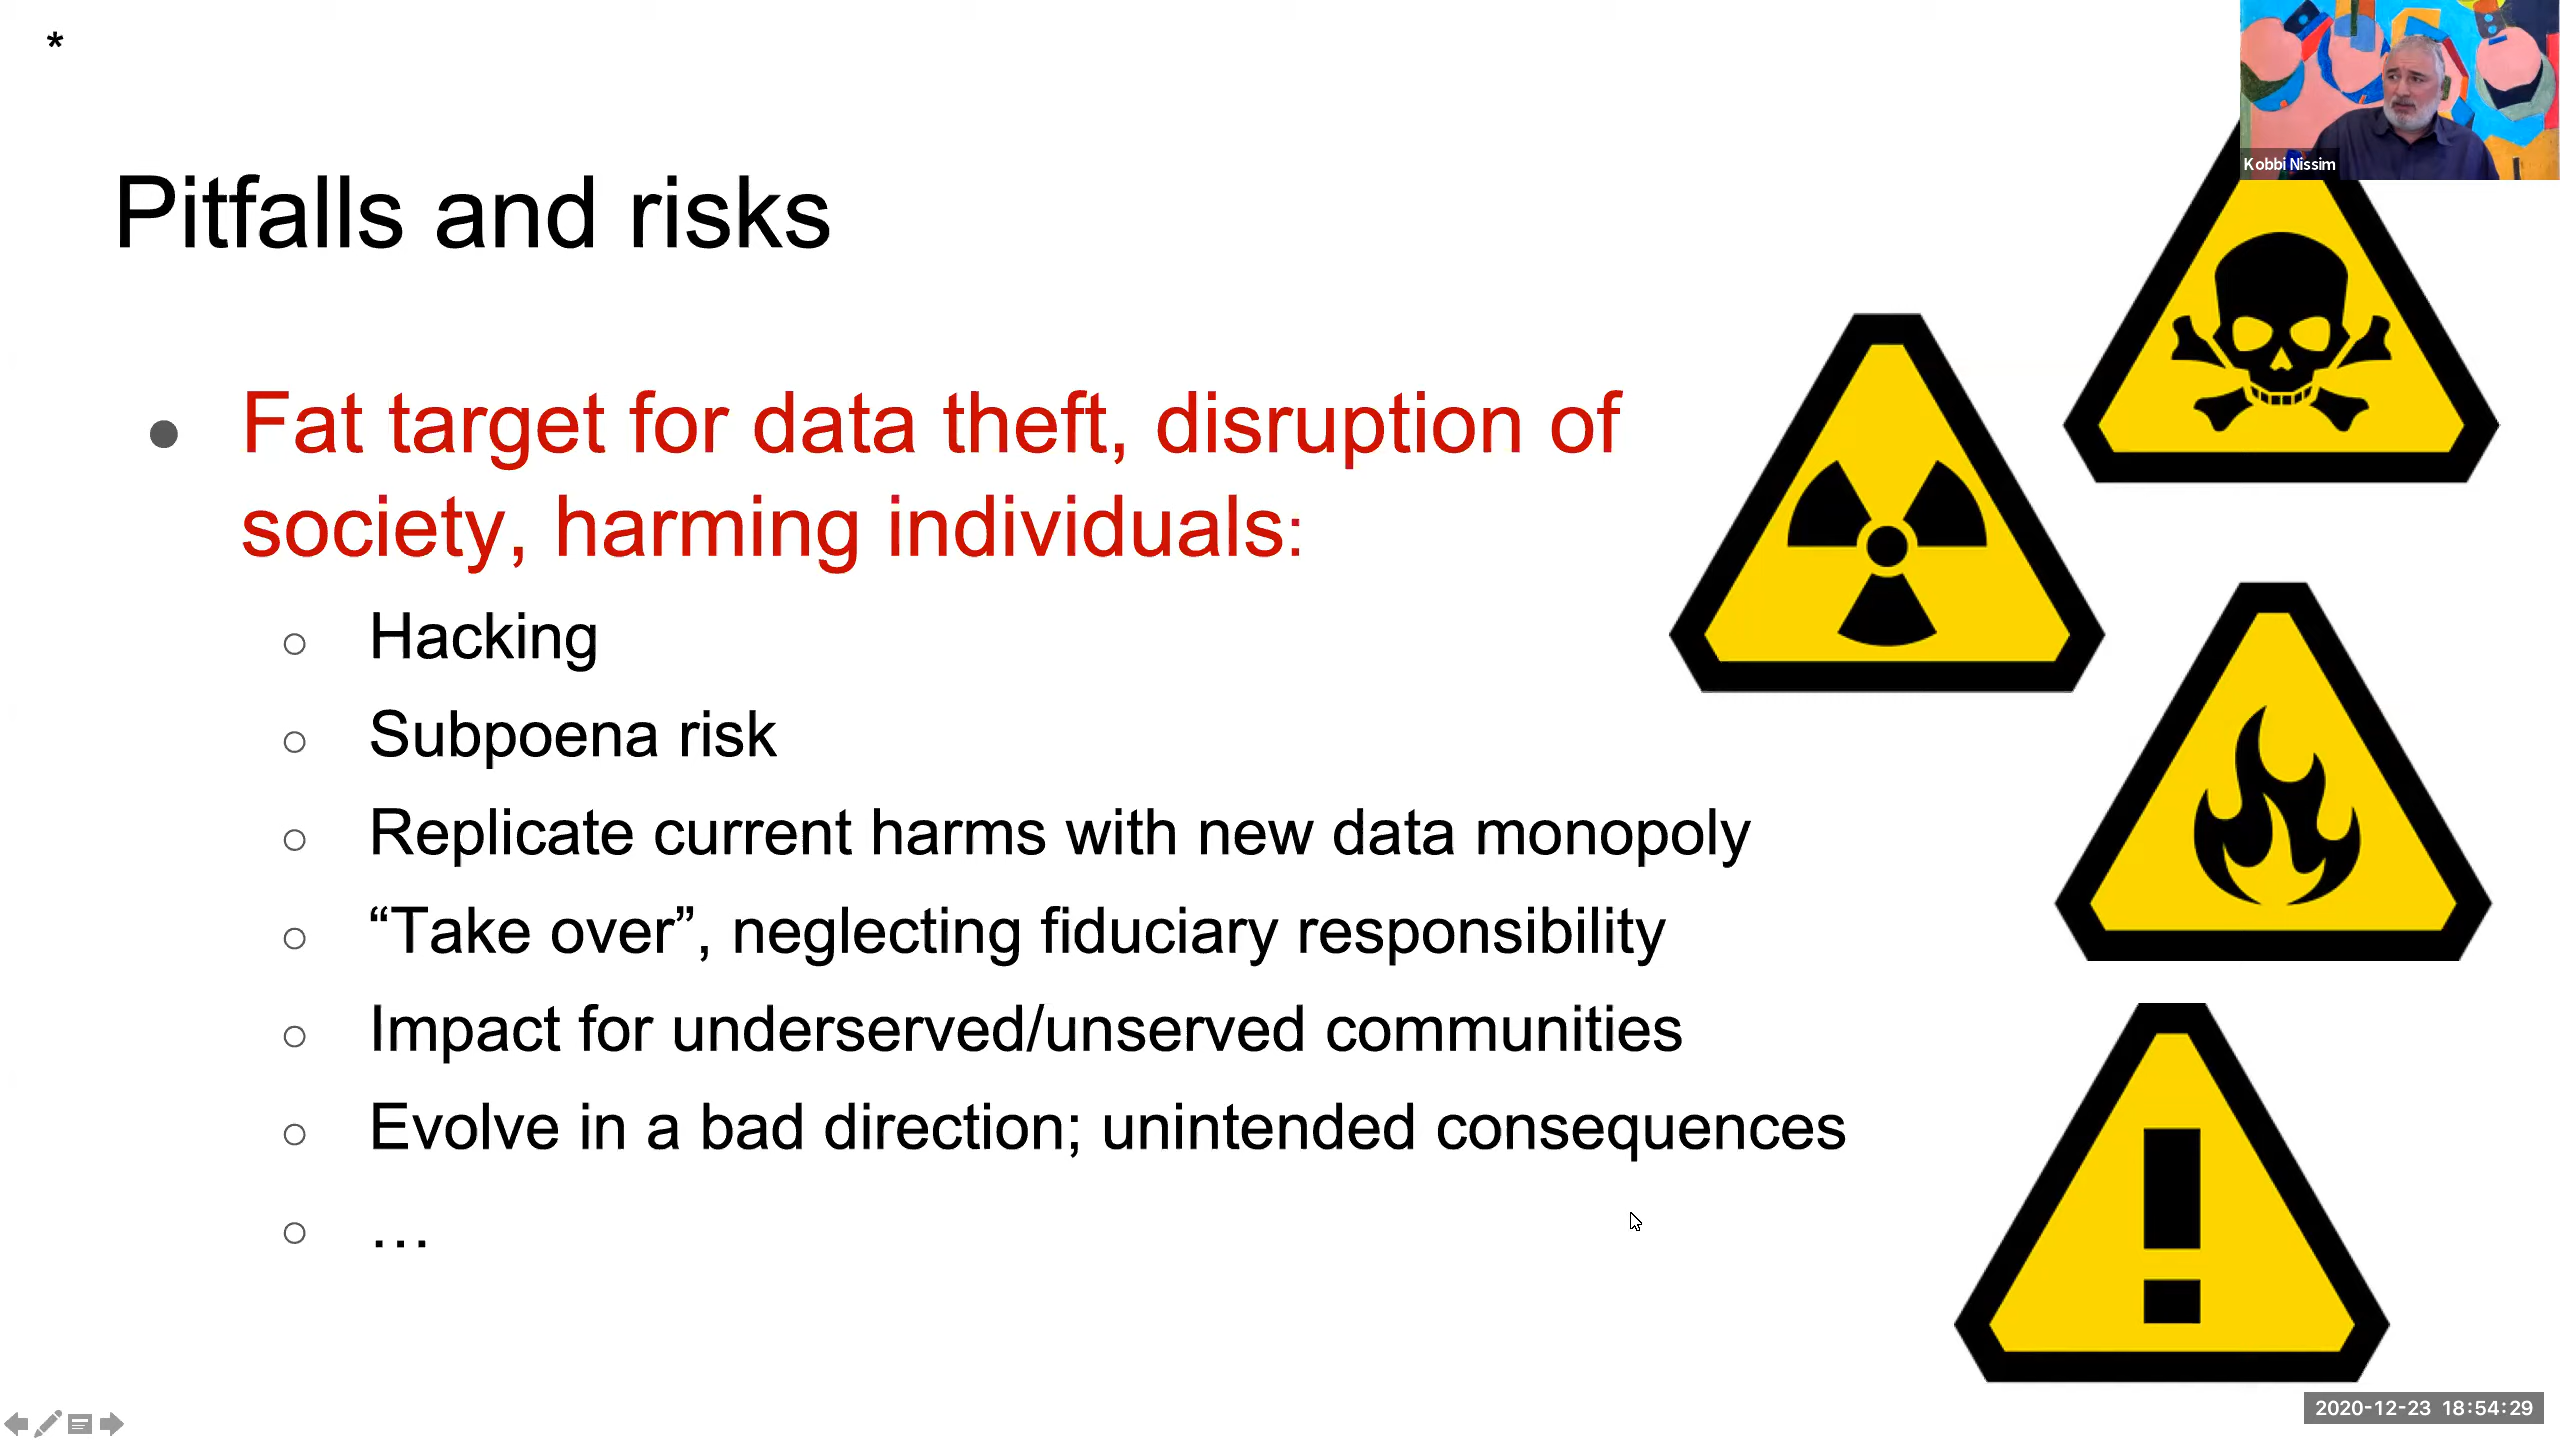 *
Kobbi Nissim
Pitfalls and risks
● Fat target for data theft, disruption of
society, harming individuals:
○ Hacking
○ Subpoena risk
○ Replicate current harms with new data monopoly
○ “Take over”, neglecting fiduciary responsibility
○ Impact for underserved/unserved communities
○ Evolve in a bad direction; unintended consequences
○ …
2020-12-23 18:54:29